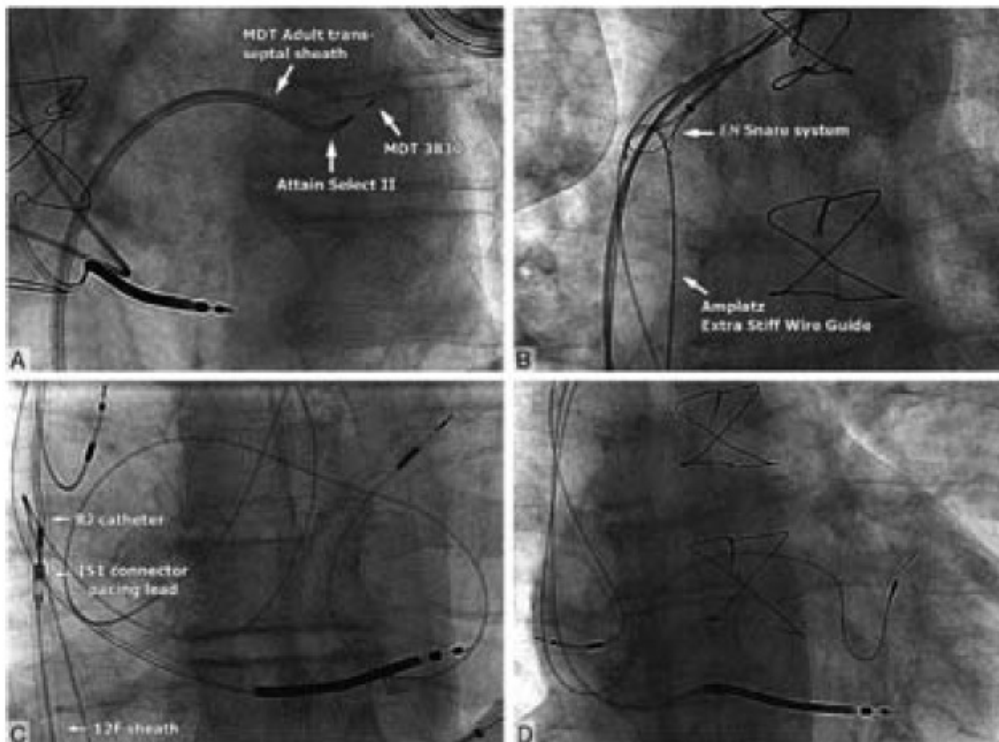 MDT Adult trans-
septal sheath
MDT 3830
Attain Select II
A
EN Snare system
Amplatz
Extra Stiff Wire Guide
B
catheter
IS1 connector
pacing lead
12F sheath
C
D